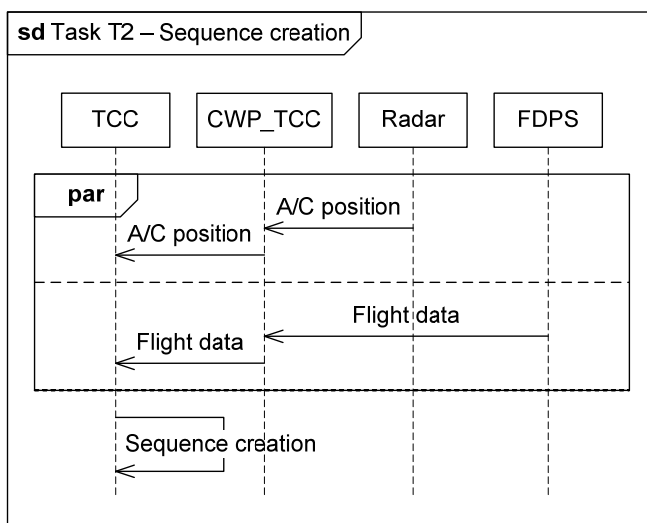 sd Task T2 – Sequence creation
TCC
CWP_TCC
Radar
FDPS
par
A/C position
A/C position
Flight data
Flight data
Sequence creation